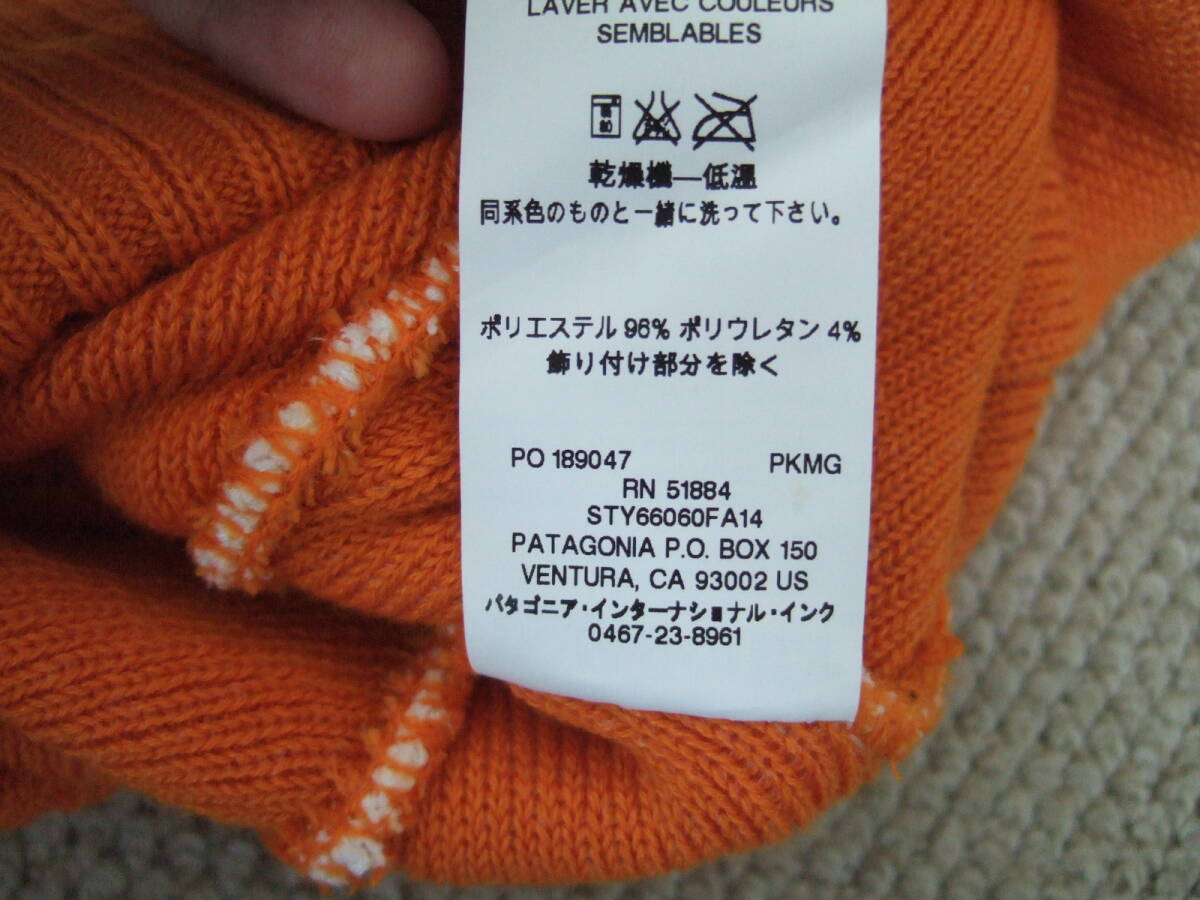 LAVER AVEC COULEURS
SEMBLABLES
乾燥機—低温
同系色のものと一緒に洗って下さい。
ポリエステル 96% ポリウレタン 4%
飾り付け部分を除く
PO 189047 PKMG
RN 51884
STY66060FA14
PATAGONIA P.O. BOX 150
VENTURA, CA 93002 US
パタゴニア・インターナショナル・インク
0467-23-8961